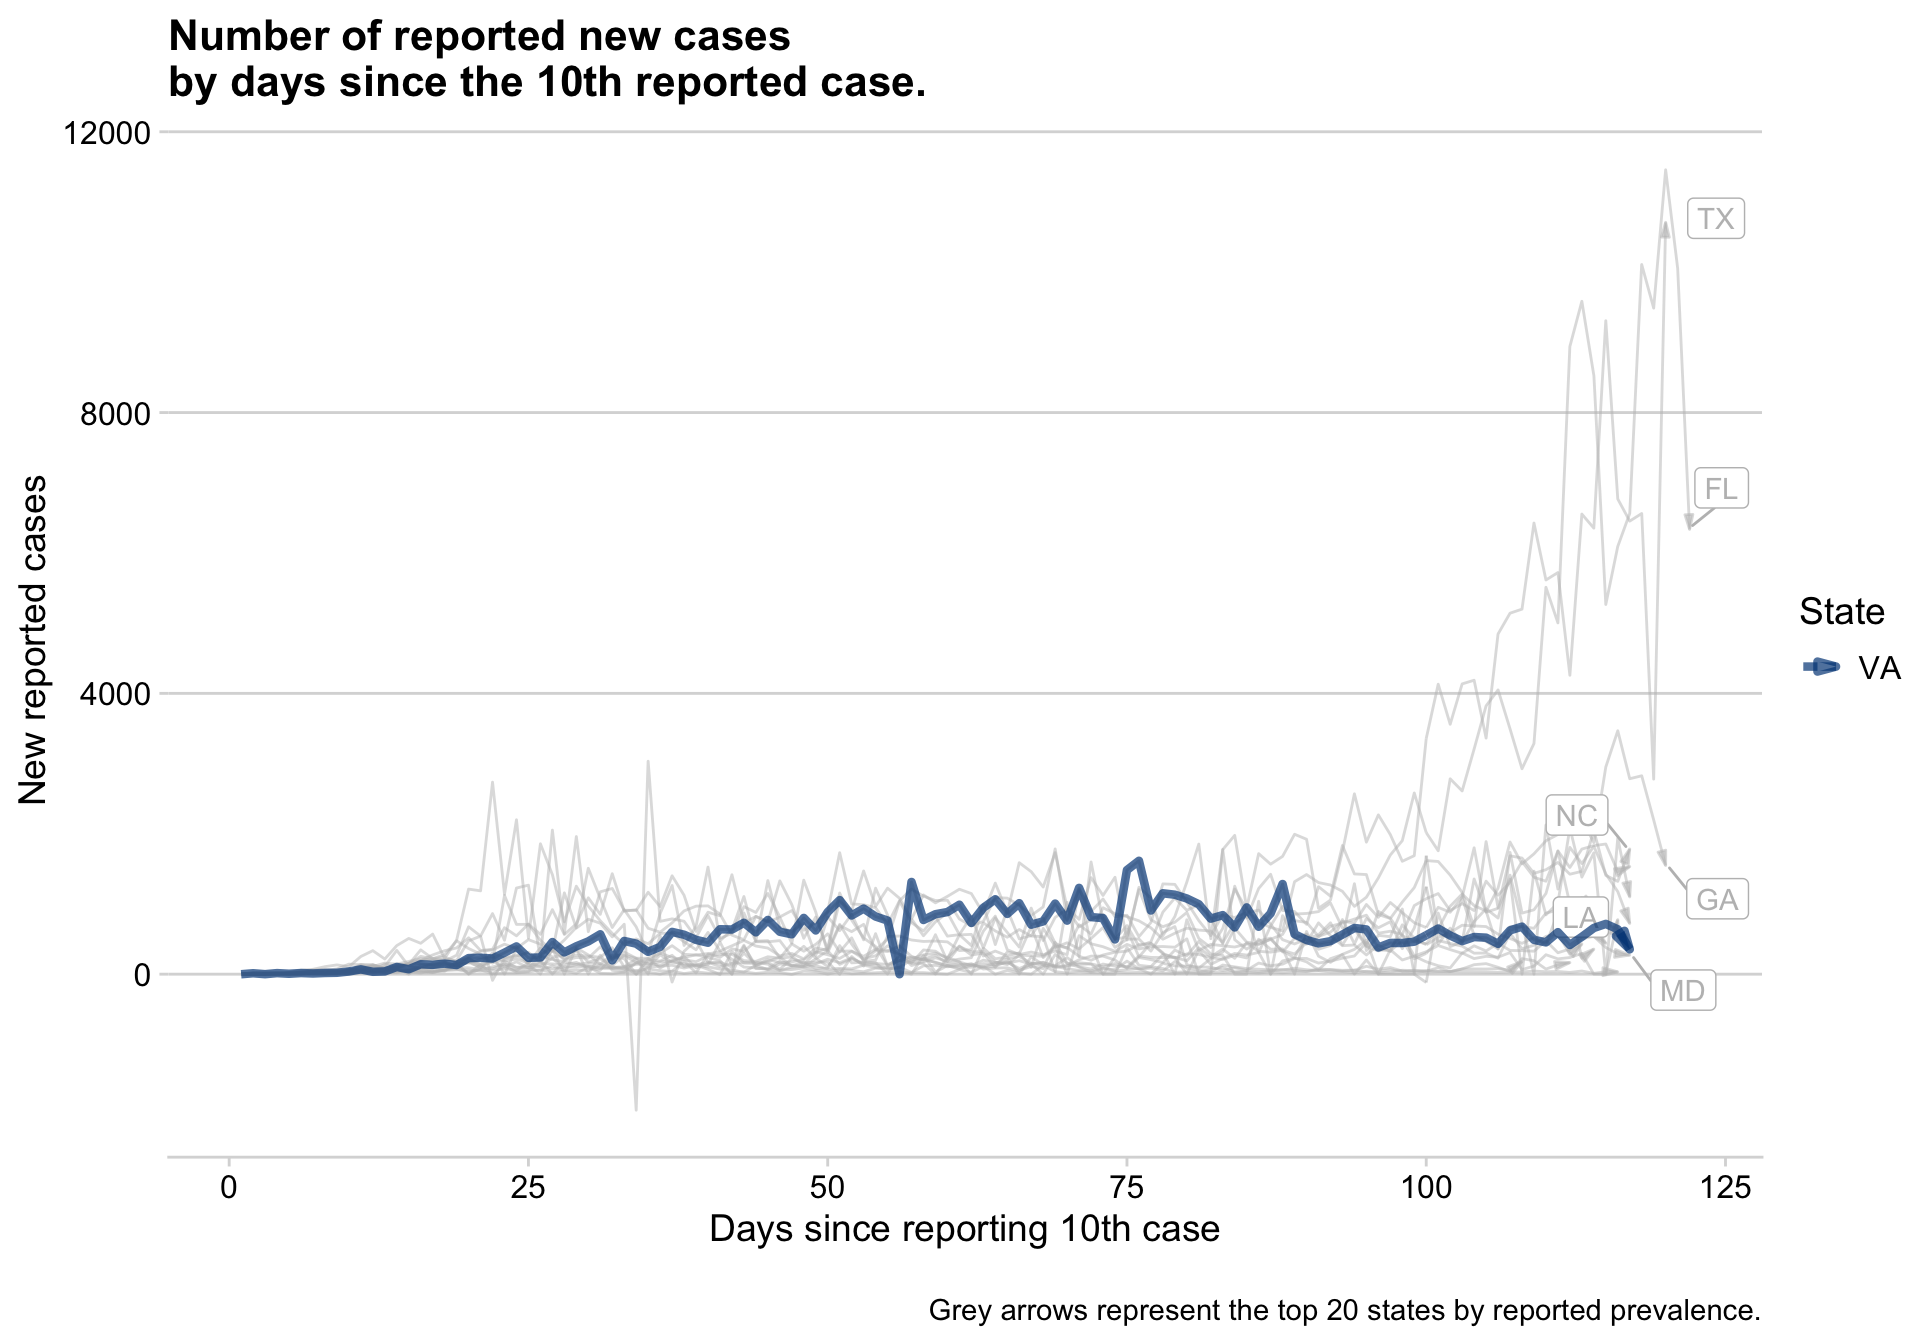 Number of reported new cases
by days since the 10th reported case.
12000
8000
4000
0
New reported cases
TX
FL
NC
GA
LA
MD
State
VA
0 25 50 75 100 125
Days since reporting 10th case
Grey arrows represent the top 20 states by reported prevalence.